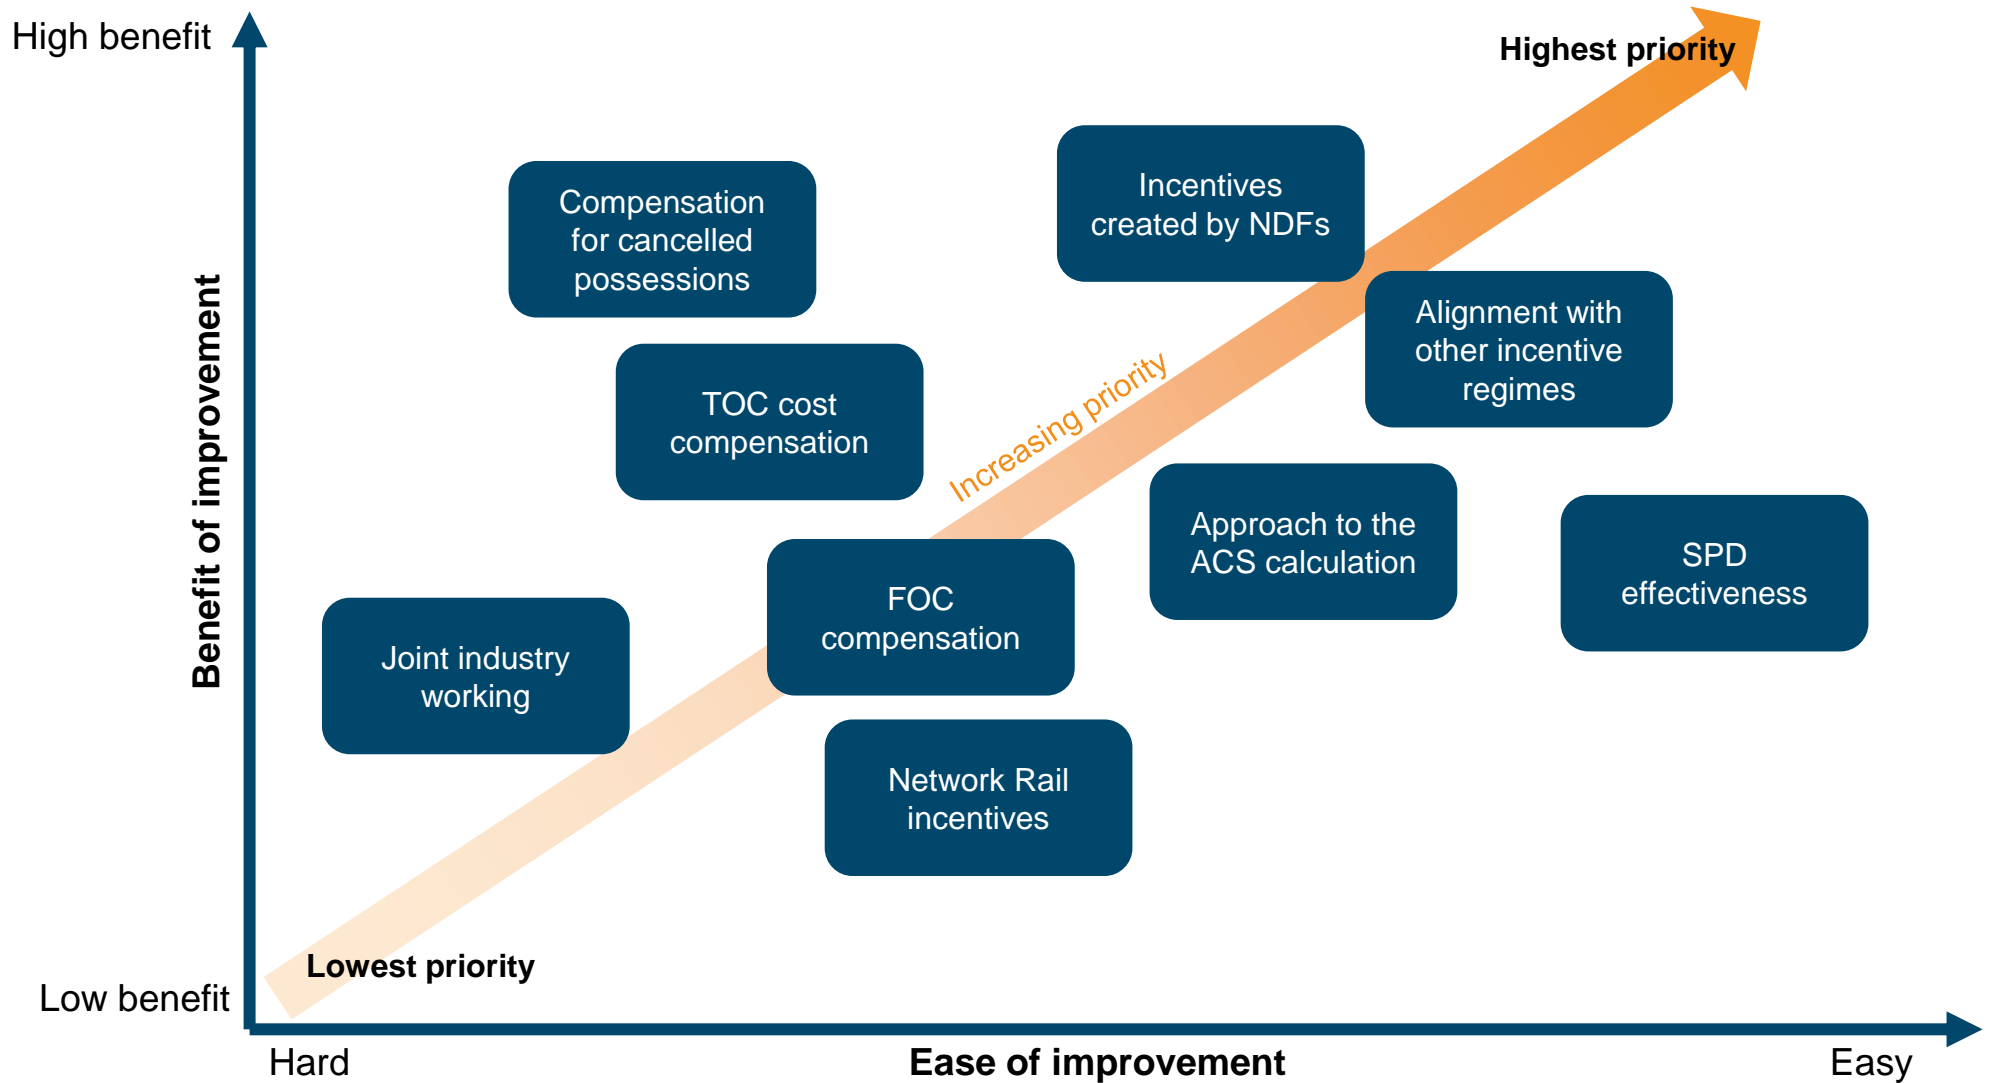 High benefit
Highest priority
Compensation
for cancelled
possessions
Incentives
created by NDFs
Alignment with
other incentive
regimes
TOC cost
compensation
Increasing priority
Benefit of improvement
Approach to the
ACS calculation
SPD
effectiveness
FOC
compensation
Joint industry
working
Network Rail
incentives
Lowest priority
Low benefit
Hard
Ease of improvement
Easy